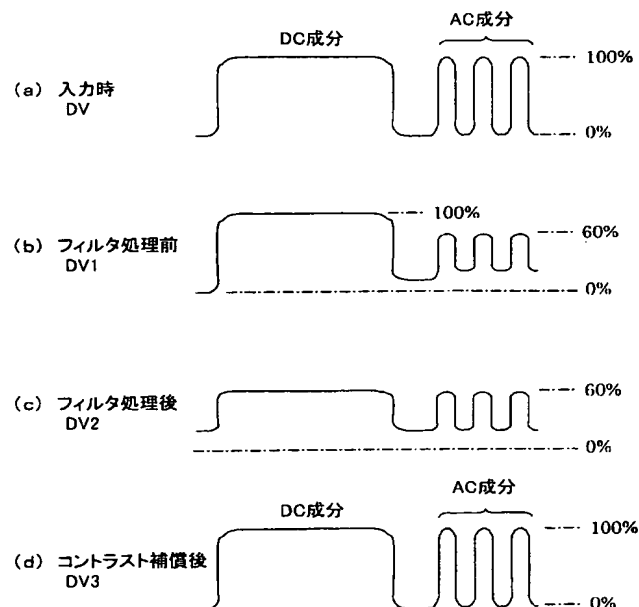 DC成分
AC成分
100%
(a) 入力時
DV
0%
100%
60%
(b) フィルタ処理前
DV1
0%
60%
(c) フィルタ処理後
DV2
0%
DC成分
AC成分
100%
(d) コントラスト補償後
DV3
0%